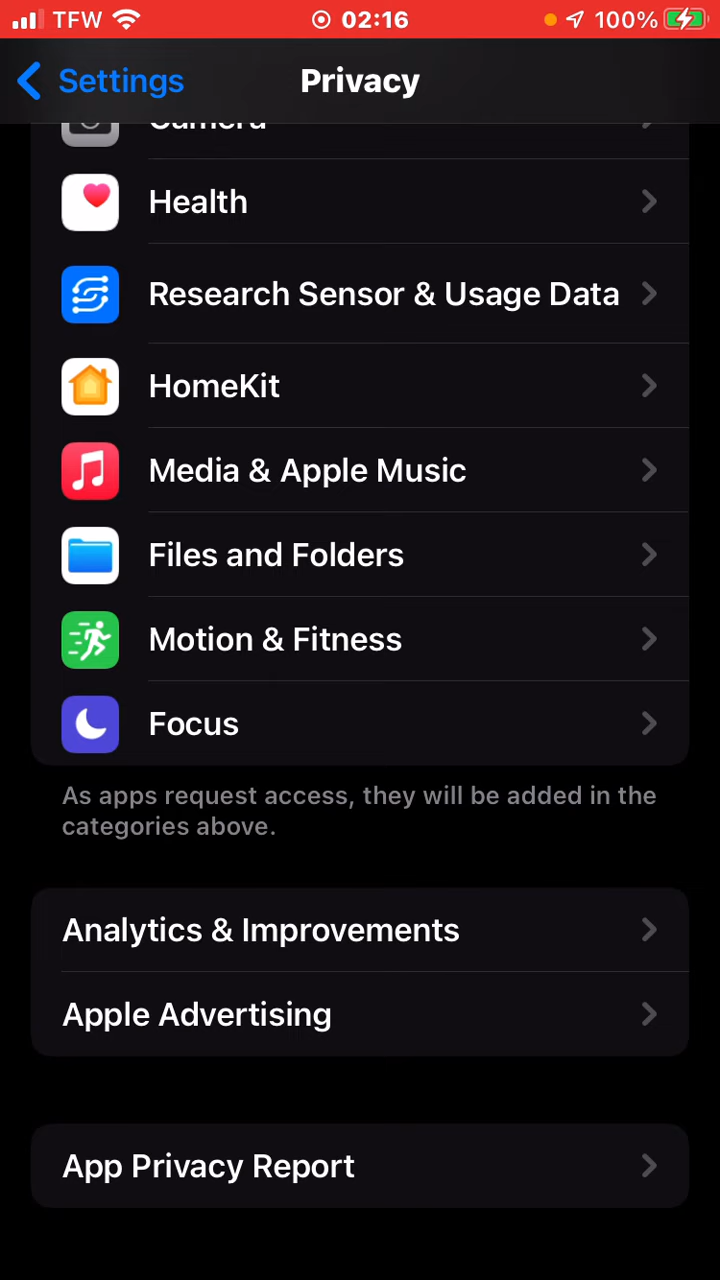 TFW 02:16 100%
Settings Privacy
Camera
Health
Research Sensor & Usage Data
HomeKit
Media & Apple Music
Files and Folders
Motion & Fitness
Focus
As apps request access, they will be added in the
categories above.
Analytics & Improvements
Apple Advertising
App Privacy Report